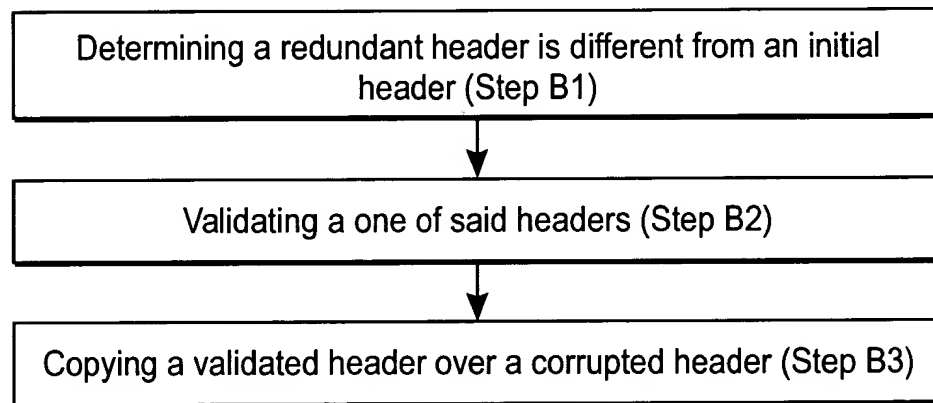 Determining a redundant header is different from an initial
header (Step B1)
Validating a one of said headers (Step B2)
Copying a validated header over a corrupted header (Step B3)